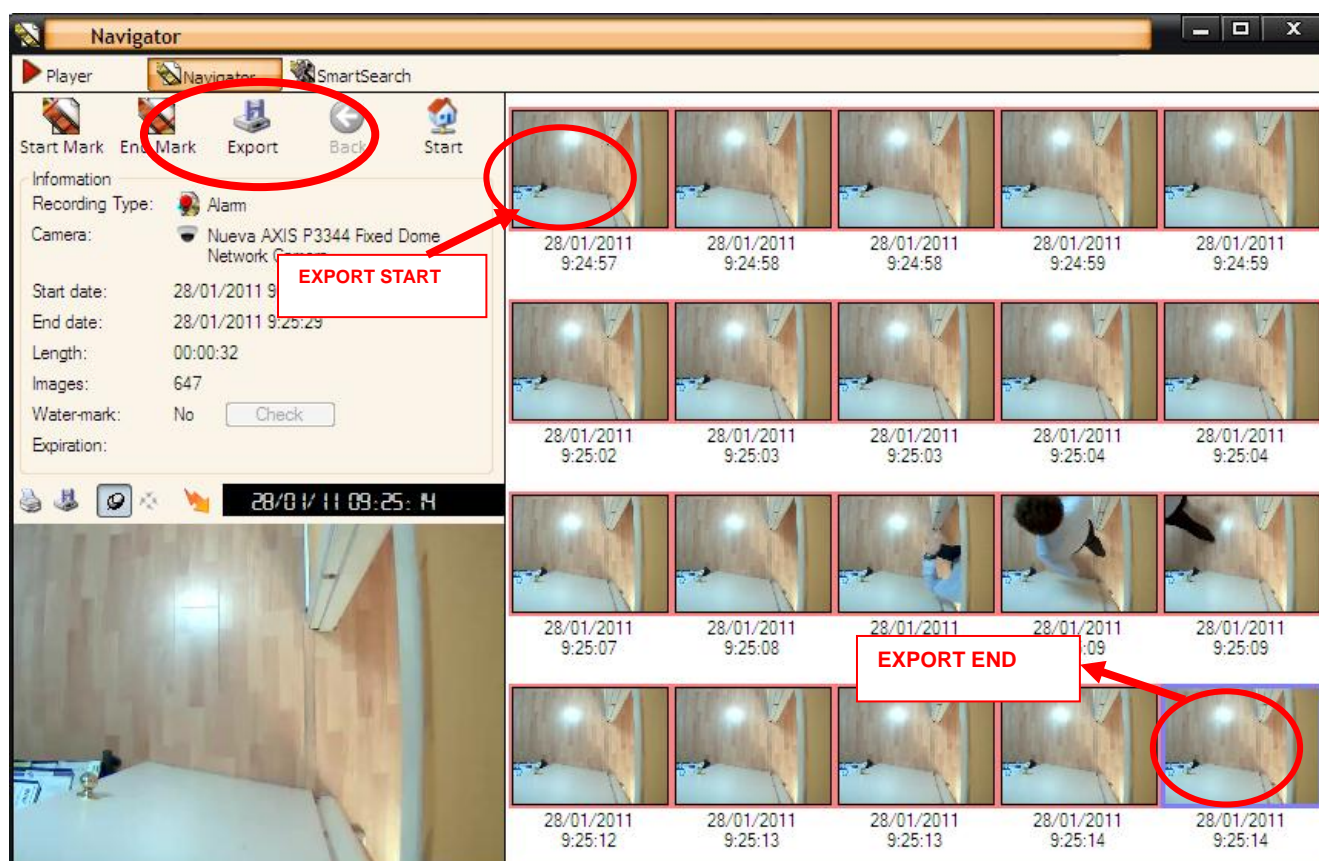 Navigator
Player Navigator SmartSearch
Start Mark End Mark Export Back Start
Information
Recording Type: Alarm
Camera: Nueva AXIS P3344 Fixed Dome
Network Camera
EXPORT START
Start date: 28/01/2011 9
End date: 28/01/2011 9:25:29
Length: 00:00:32
Images: 647
Water-mark: No Check
Expiration:
28/01/11 09:25:14
28/01/2011 28/01/2011 28/01/2011 28/01/2011 28/01/2011
9:24:57 9:24:58 9:24:58 9:24:59 9:24:59
28/01/2011 28/01/2011 28/01/2011 28/01/2011 28/01/2011
9:25:02 9:25:03 9:25:03 9:25:04 9:25:04
28/01/2011 28/01/2011 28/01/2011 28/01/2011 28/01/2011
9:25:07 9:25:08 :09 9:25:09
EXPORT END
28/01/2011 28/01/2011 28/01/2011 28/01/2011 28/01/2011
9:25:12 9:25:13 9:25:13 9:25:14 9:25:14